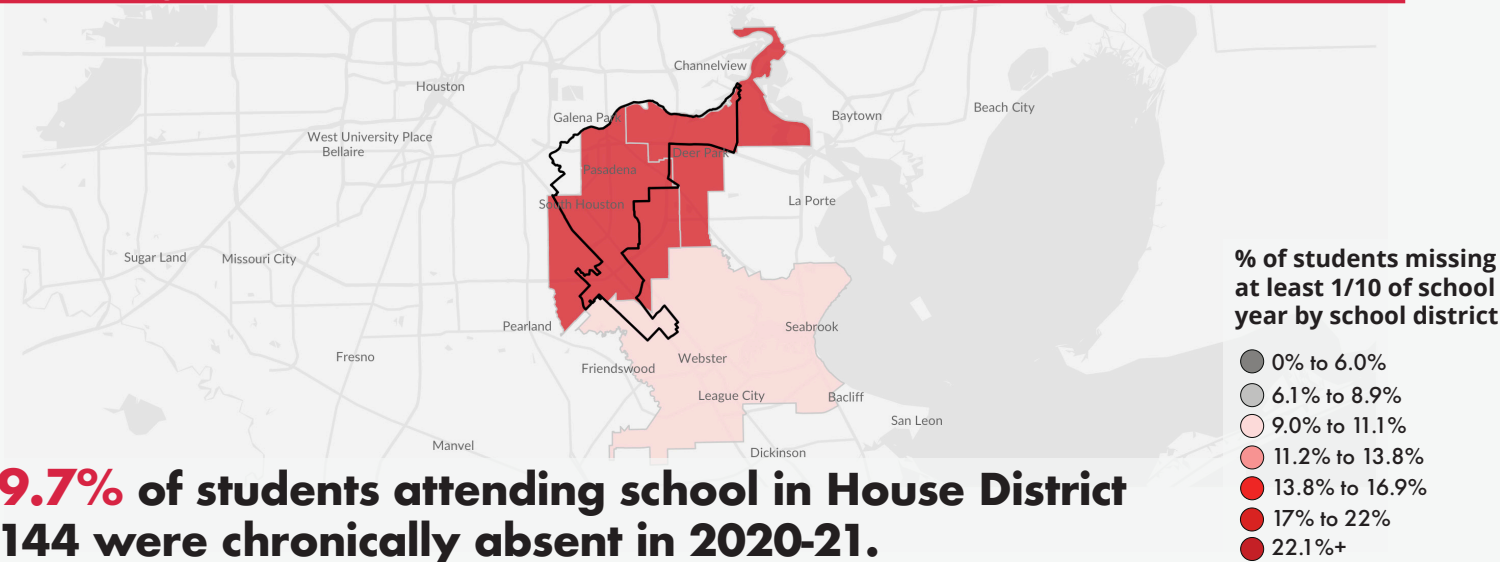 Channelview
Houston
Baytown
Beach City
Galena Park
West University Place
Bellaire
Deer Park
Pasadena
La Porte
South Houston
Sugar Land
Missouri City
Pearland
Seabrook
Fresno
Friendswood
Webster
League City
Bacliff
San Leon
Manvel
Dickinson
% of students missing
at least 1/10 of school
year by school district
0% to 6.0%
6.1% to 8.9%
9.0% to 11.1%
11.2% to 13.8%
13.8% to 16.9%
17% to 22%
22.1%+
9.7% of students attending school in House District
144 were chronically absent in 2020-21.